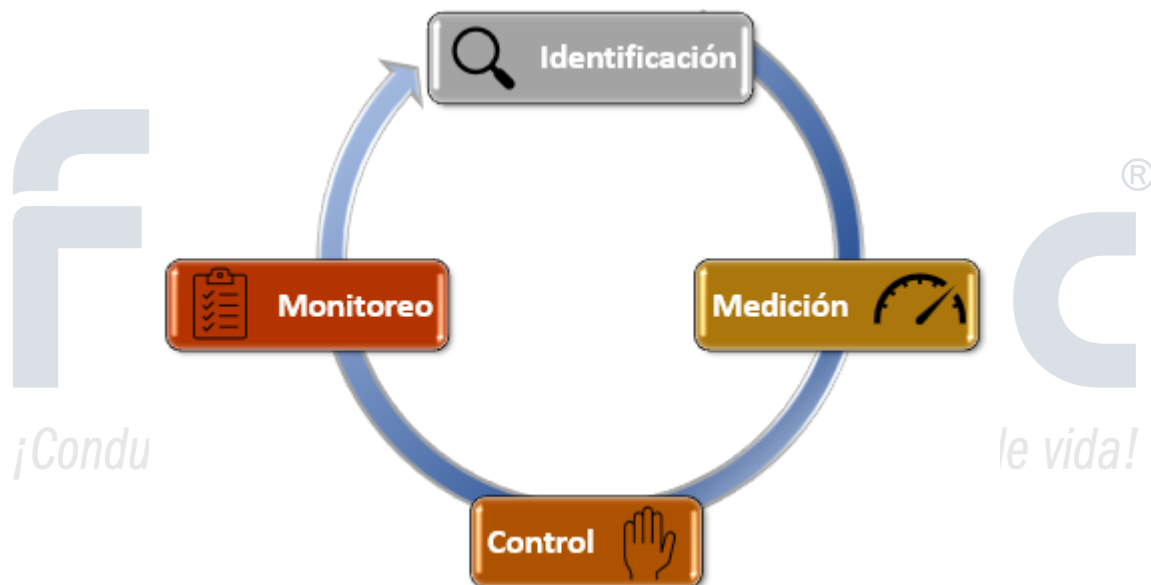 Identificación
®
Monitoreo
Medición
¡Condu
le vida!
Control